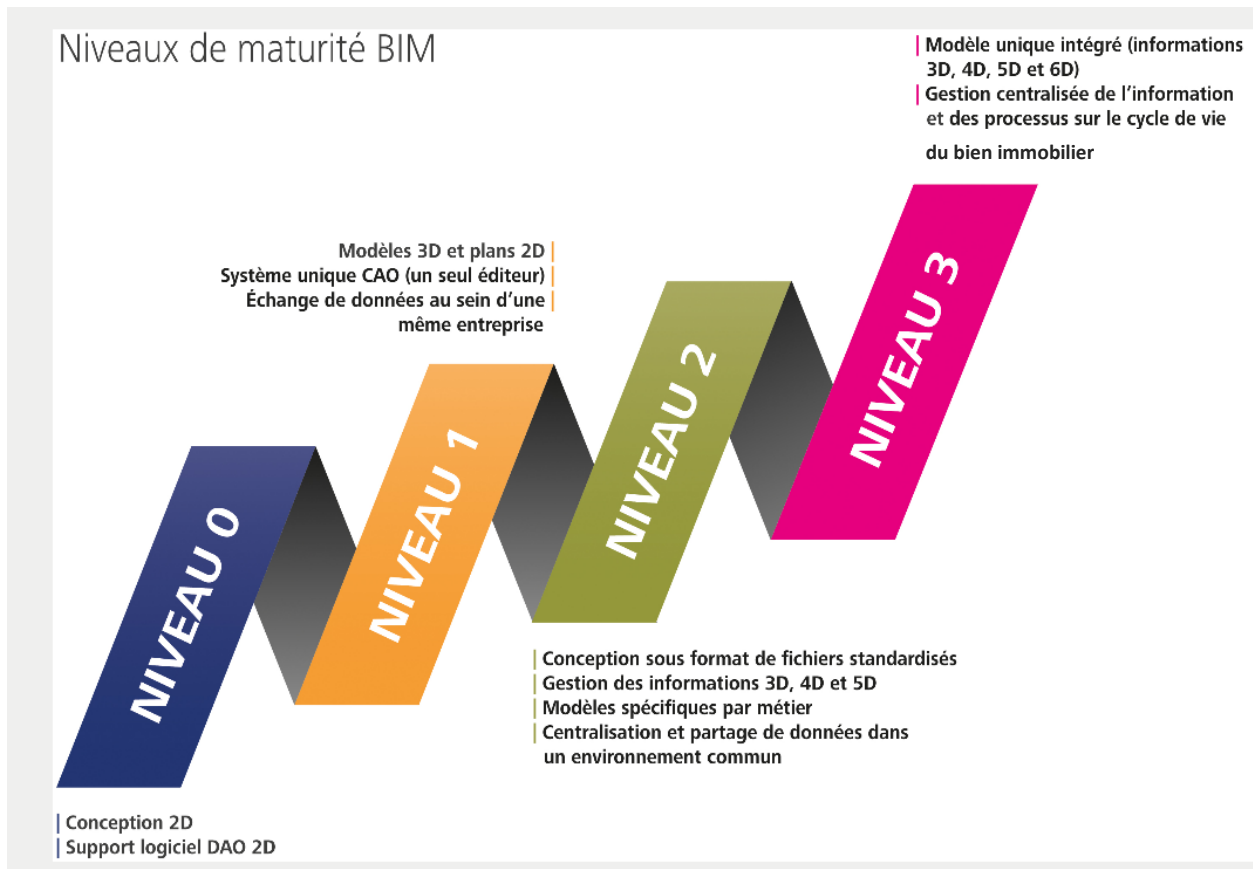 Niveaux de maturité BIM
Modèle unique intégré (informations
3D, 4D, 5D et 6D)
Gestion centralisée de l'information
et des processus sur le cycle de vie
du bien immobilier
Modèles 3D et plans 2D
Système unique CAO (un seul éditeur)
Échange de données au sein d'une
même entreprise
NIVEAU 0
NIVEAU 1
NIVEAU 2
NIVEAU 3
Conception sous format de fichiers standardisés
Gestion des informations 3D, 4D et 5D
Modèles spécifiques par métier
Centralisation et partage de données dans
un environnement commun
Conception 2D
Support logiciel DAO 2D